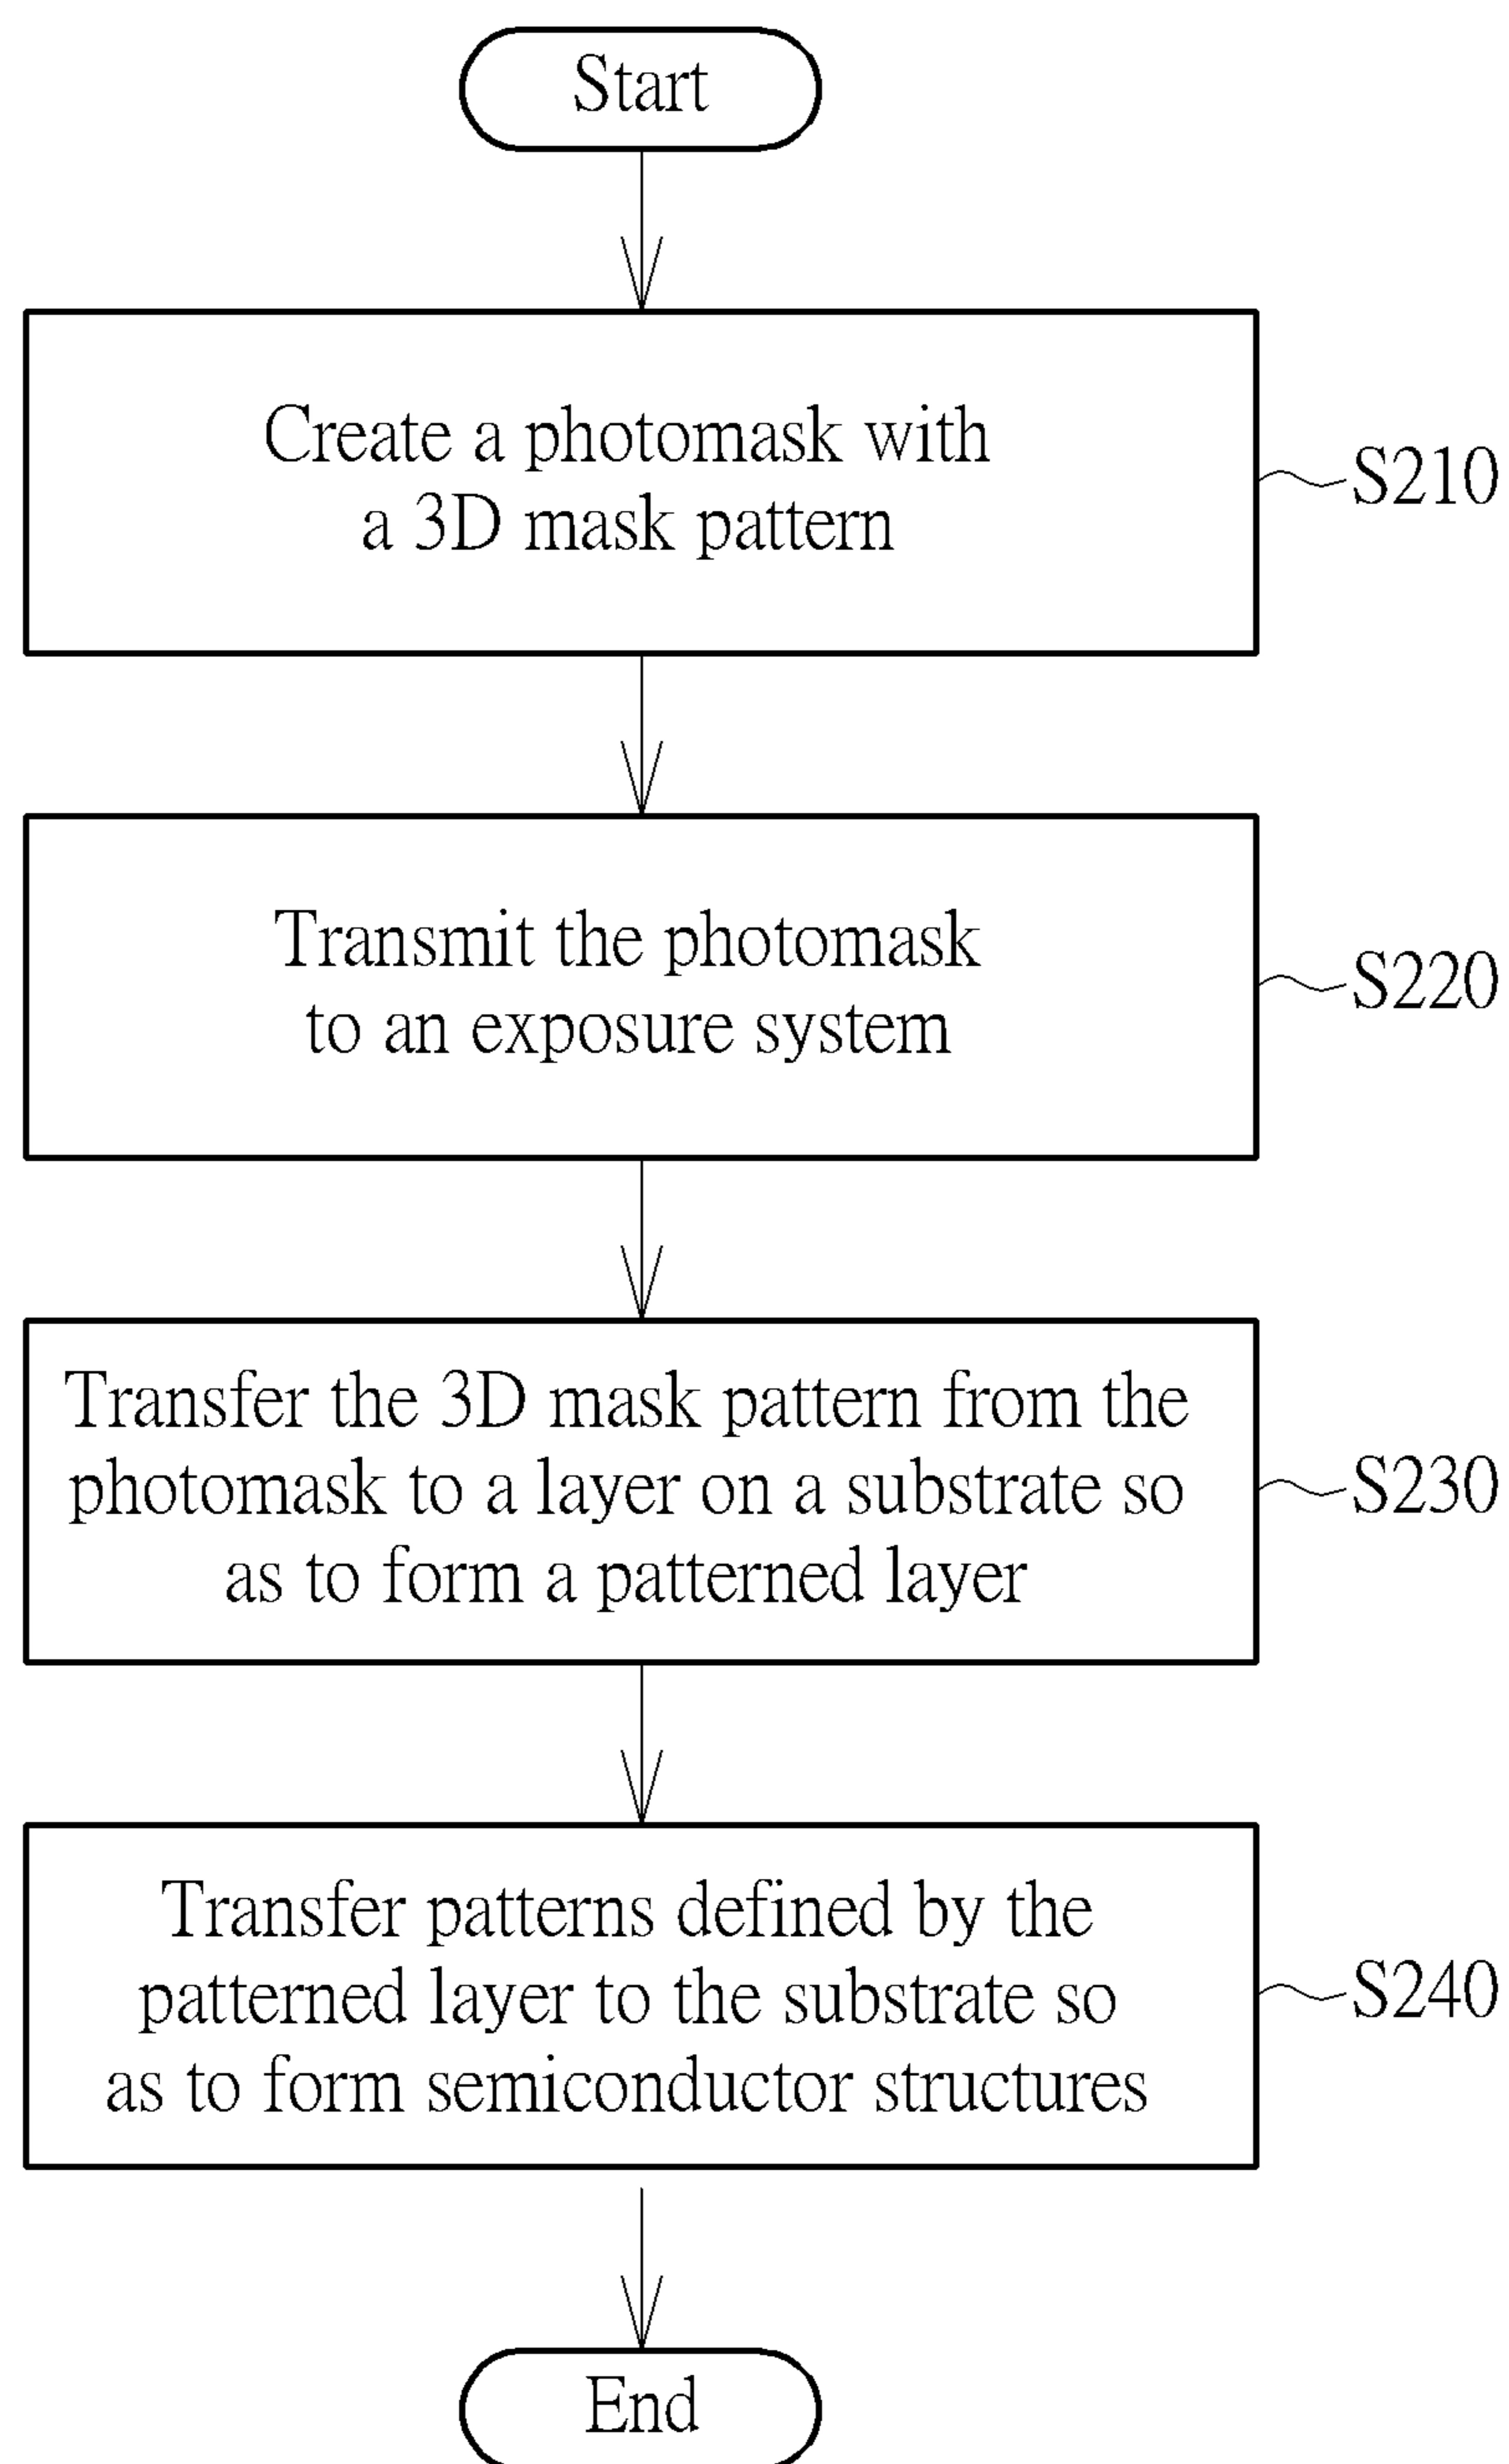 Start
Create a photomask with
a 3D mask pattern
S210
Transmit the photomask
to an exposure system
S220
Transfer the 3D mask pattern from the
photomask to a layer on a substrate so
as to form a patterned layer
S230
Transfer patterns defined by the
patterned layer to the substrate so
as to form semiconductor structures
S240
End